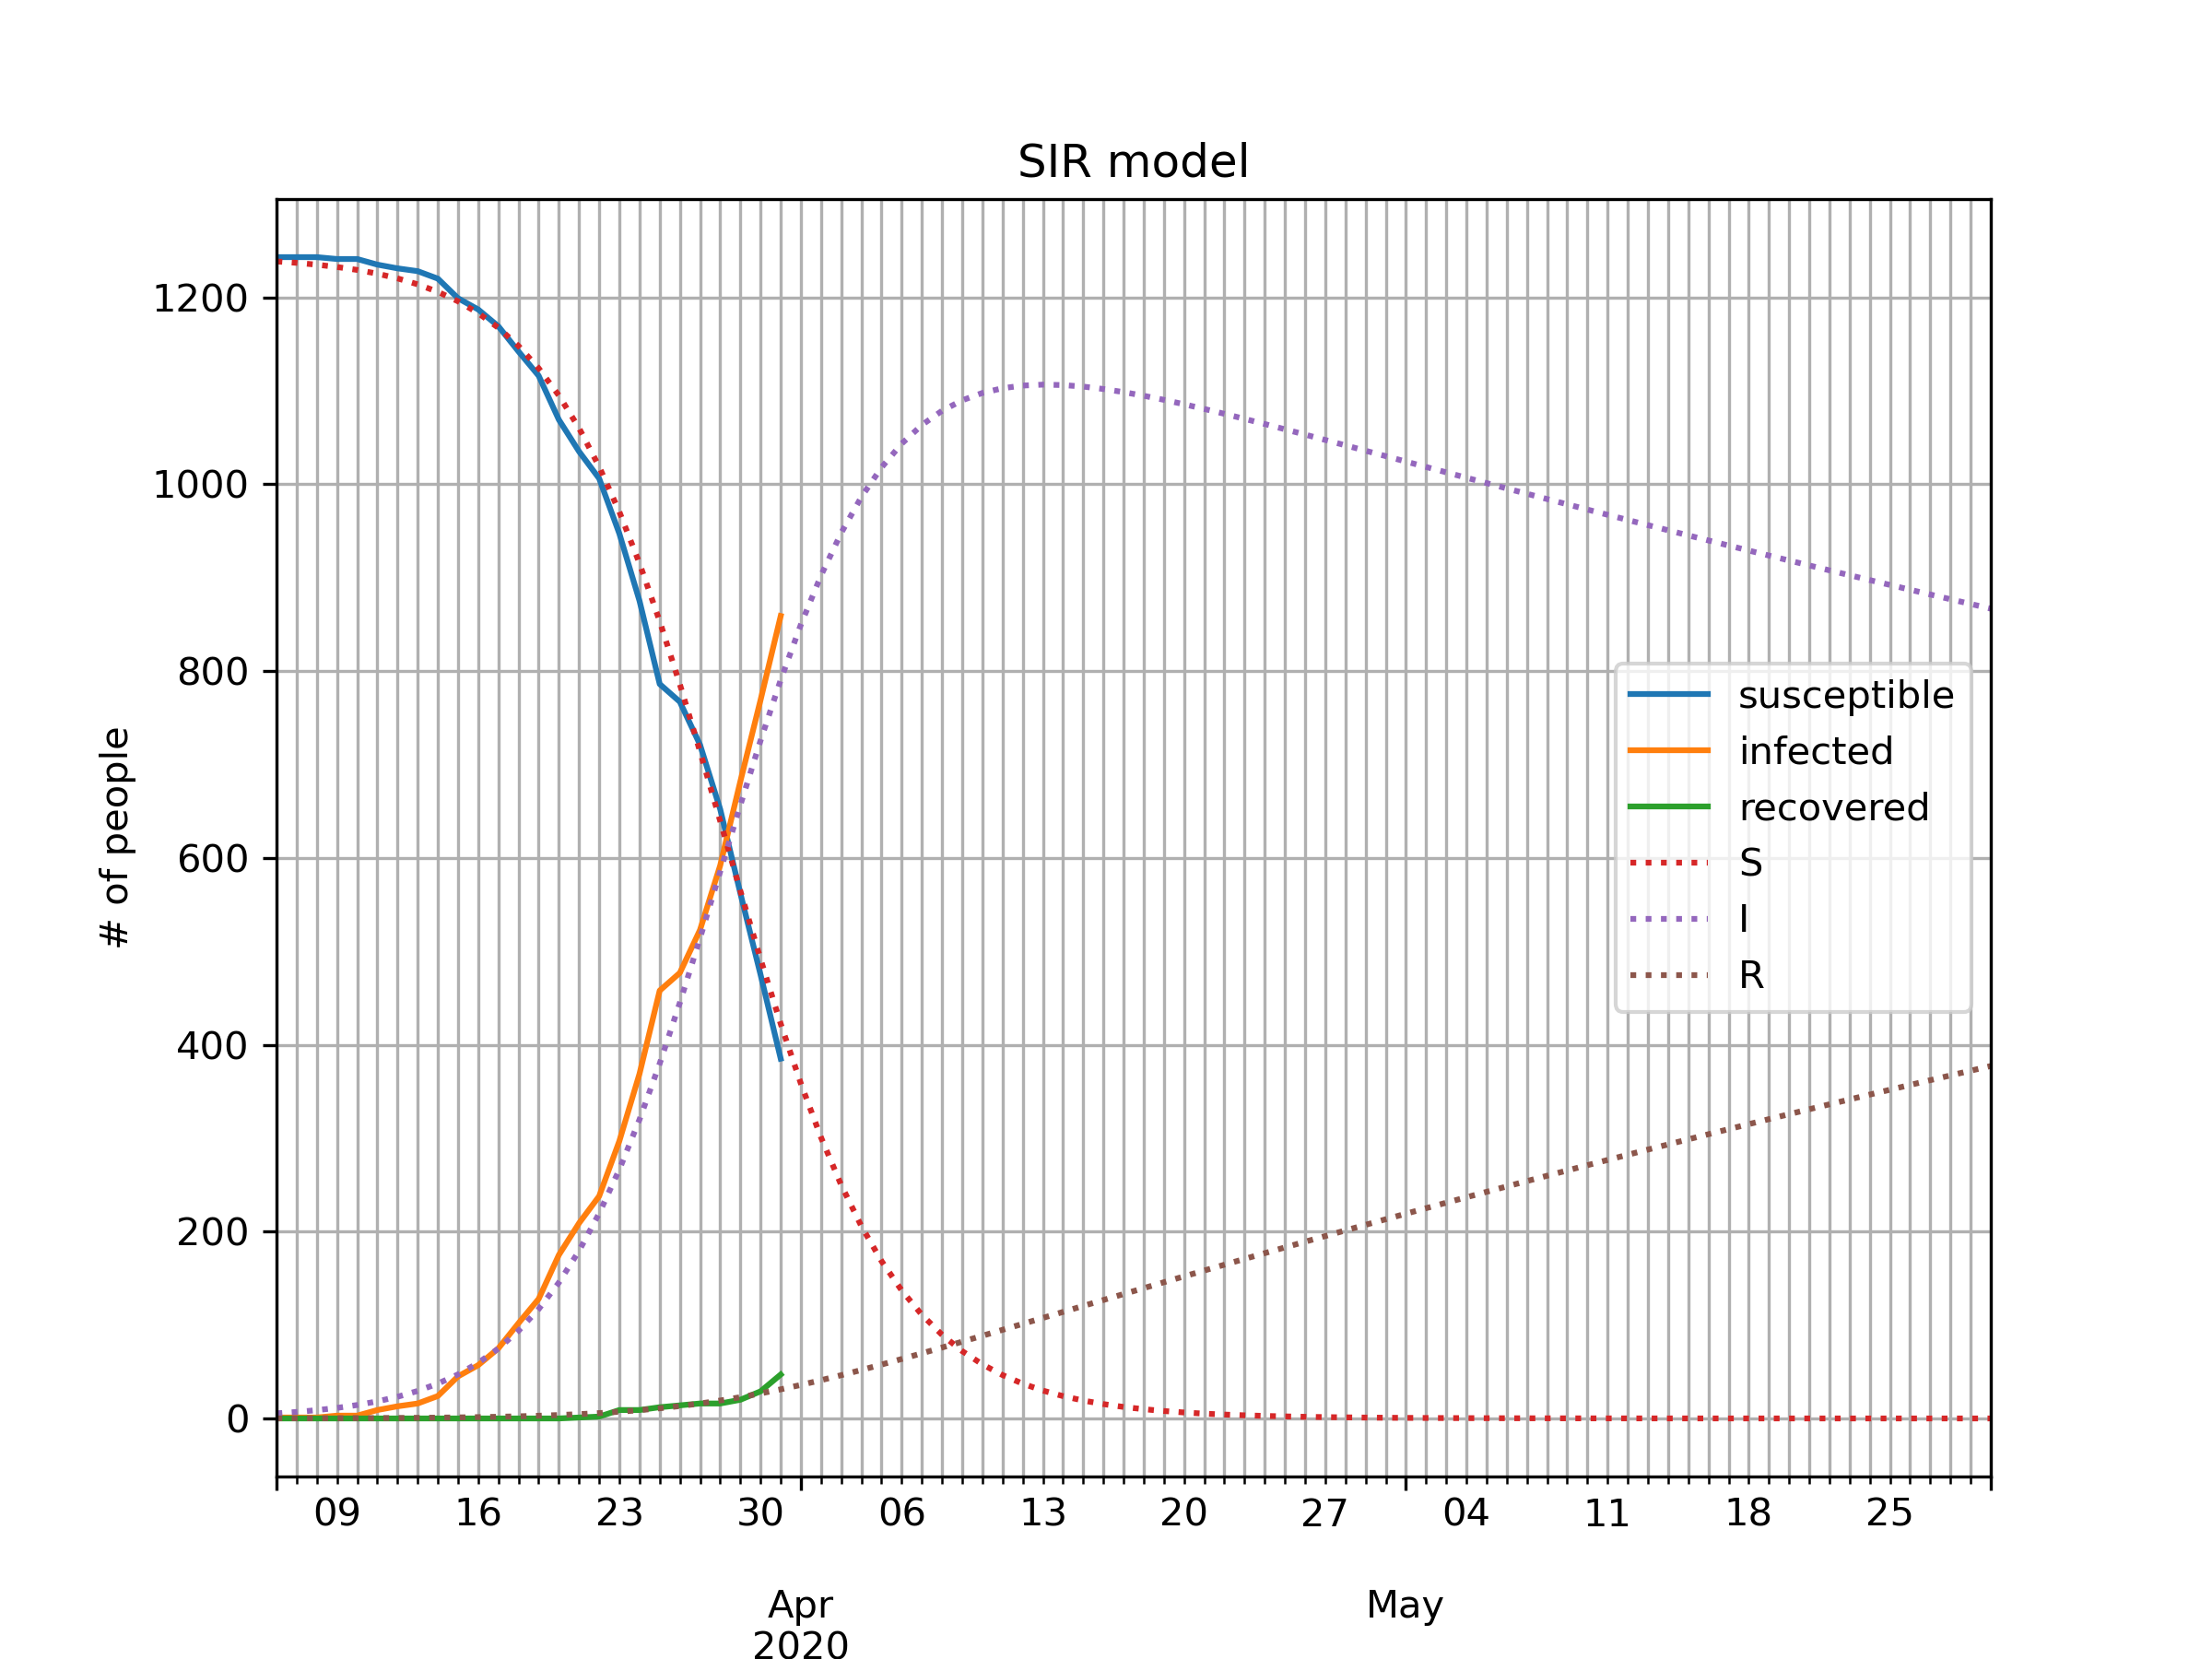 SIR model
# of people
1200
1000
800
600
400
200
0
susceptible
infected
recovered
S
I
R
09 16 23 30 06 13 20 27 04 11 18 25
Apr May
2020